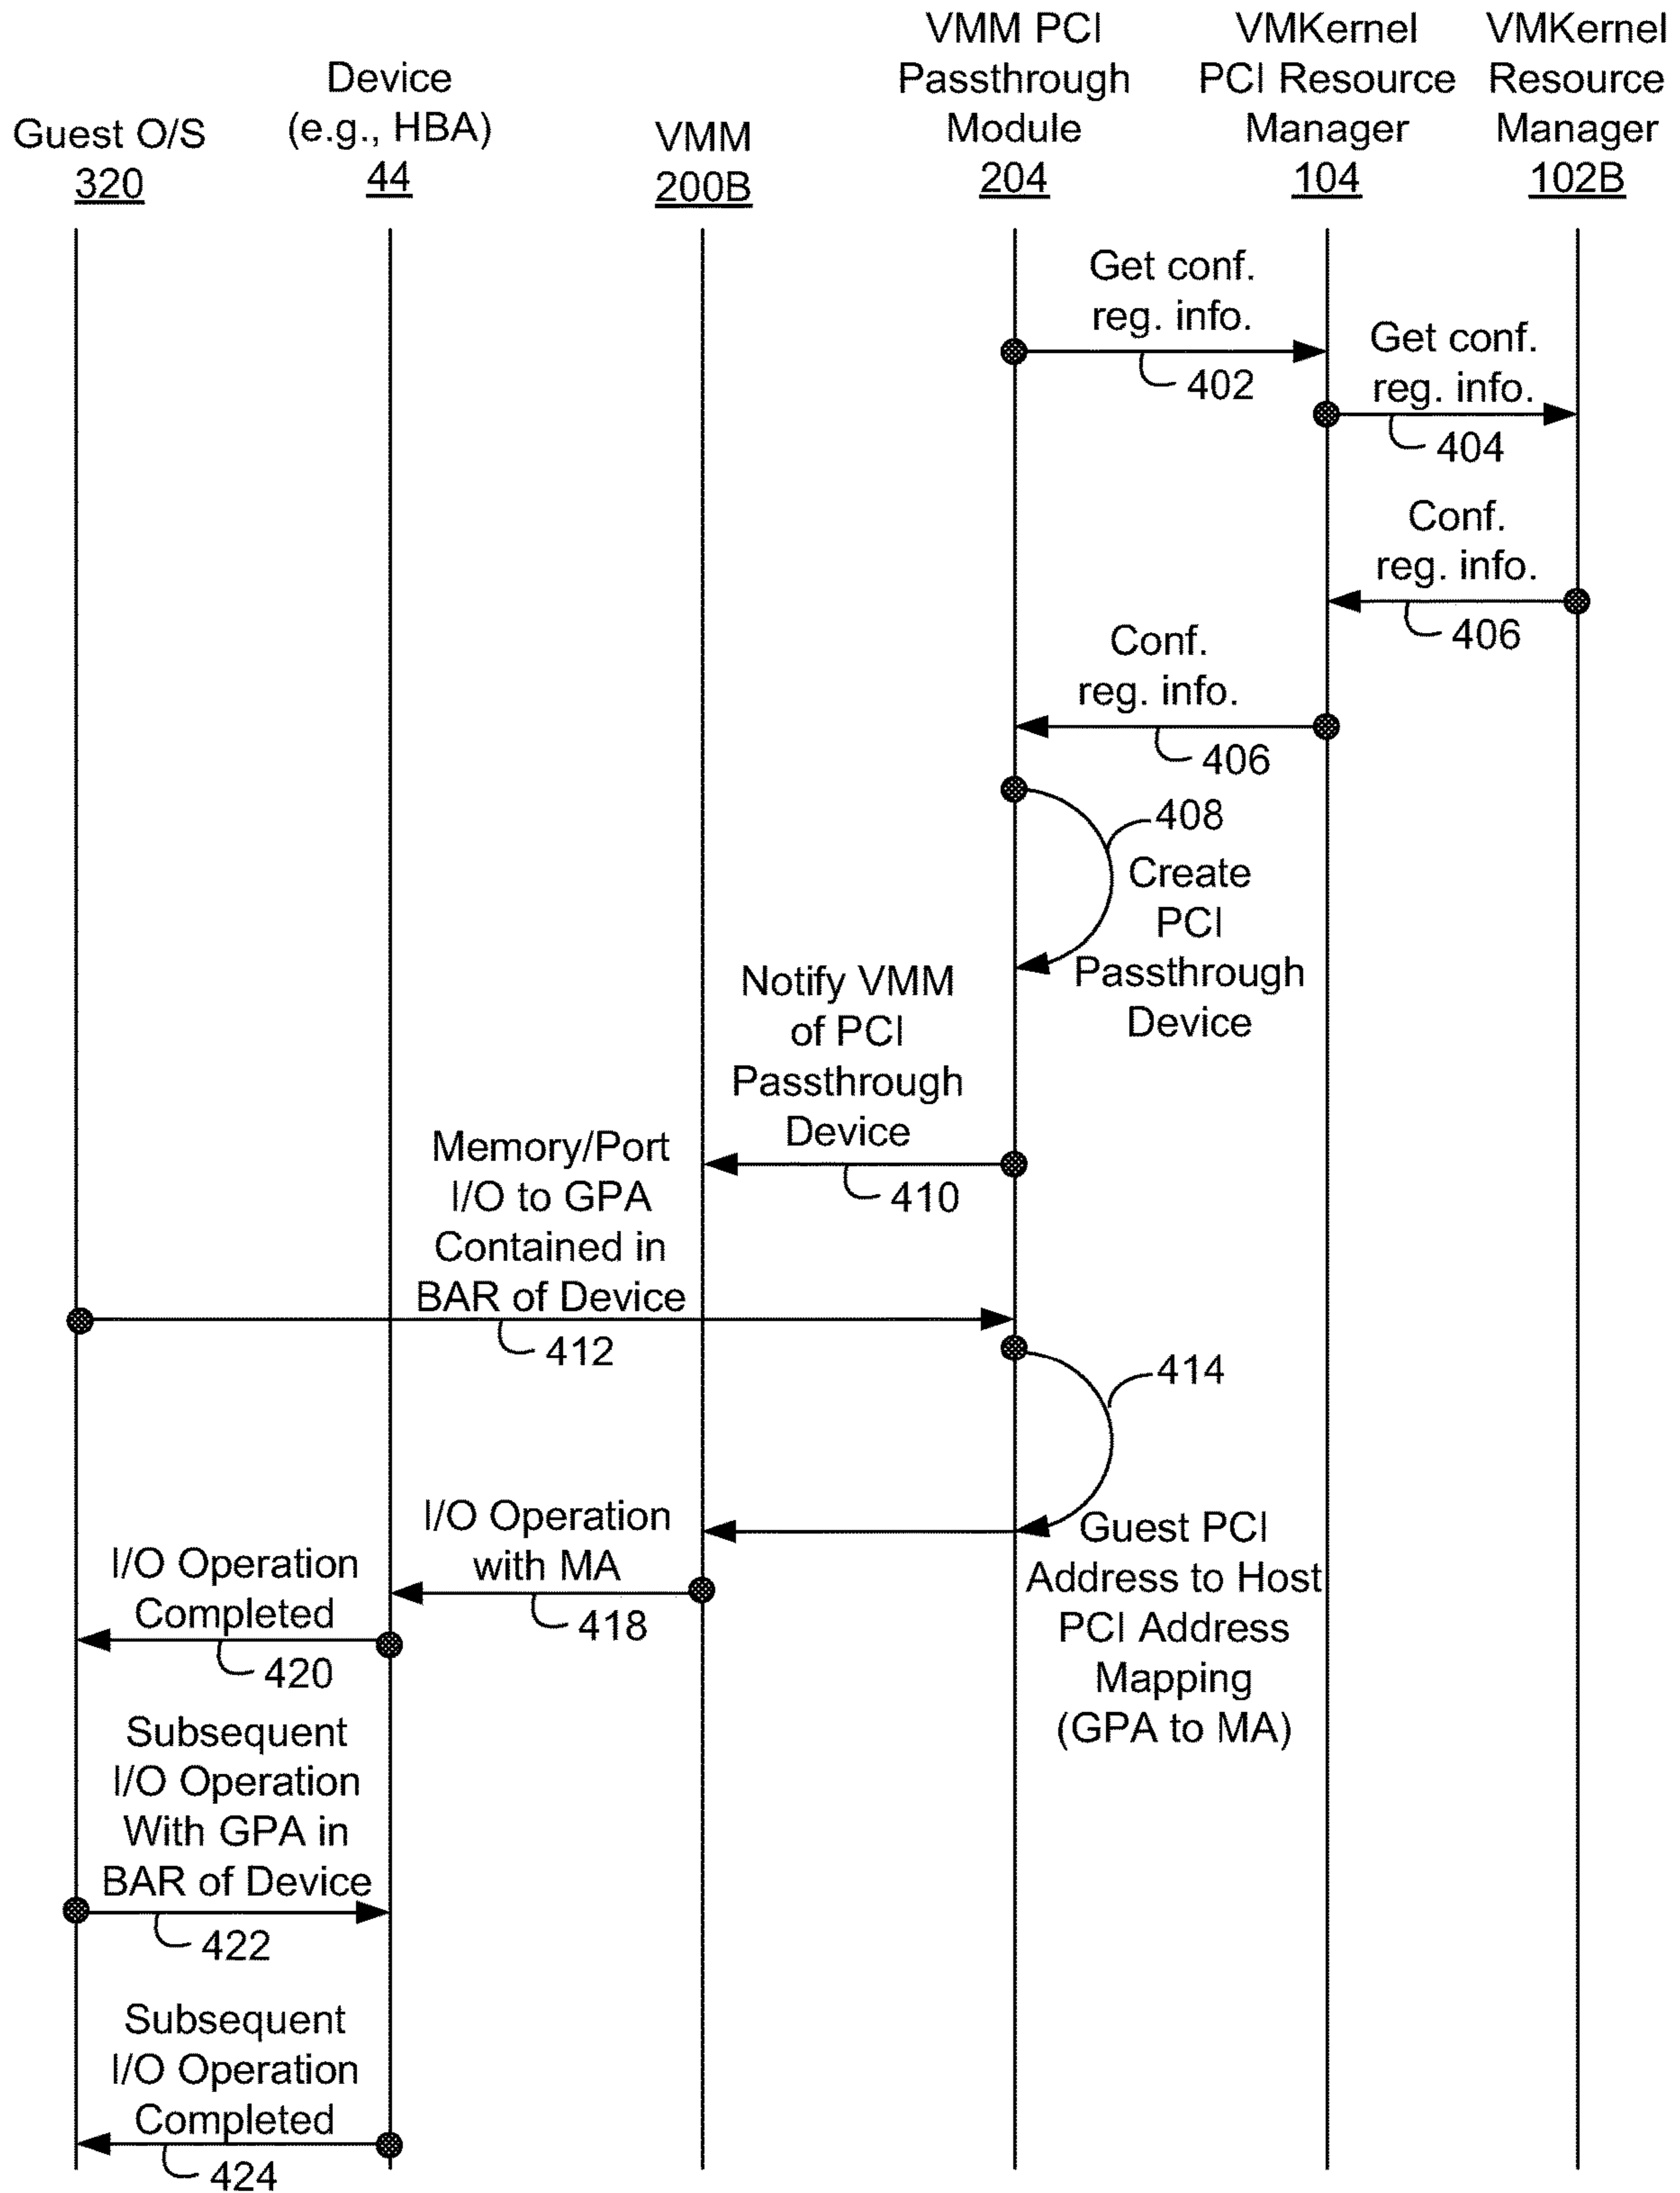 Guest O/S
320
Device
(e.g., HBA)
44
VMM
200B
VMM PCI
Passthrough
Module
204
VMKernel
PCI Resource
Manager
104
VMKernel
Resource
Manager
102B
Get conf.
reg. info.
402
Get conf.
reg. info.
404
Conf.
reg. info.
406
Conf.
reg. info.
406
408
Create
PCI
Passthrough
Device
Notify VMM
of PCI
Passthrough
Device
410
Memory/Port
I/O to GPA
Contained in
BAR of Device
412
414
Guest PCI
Address to Host
PCI Address
Mapping
(GPA to MA)
I/O Operation
with MA
418
I/O Operation
Completed
420
Subsequent
I/O Operation
With GPA in
BAR of Device
422
Subsequent
I/O Operation
Completed
424